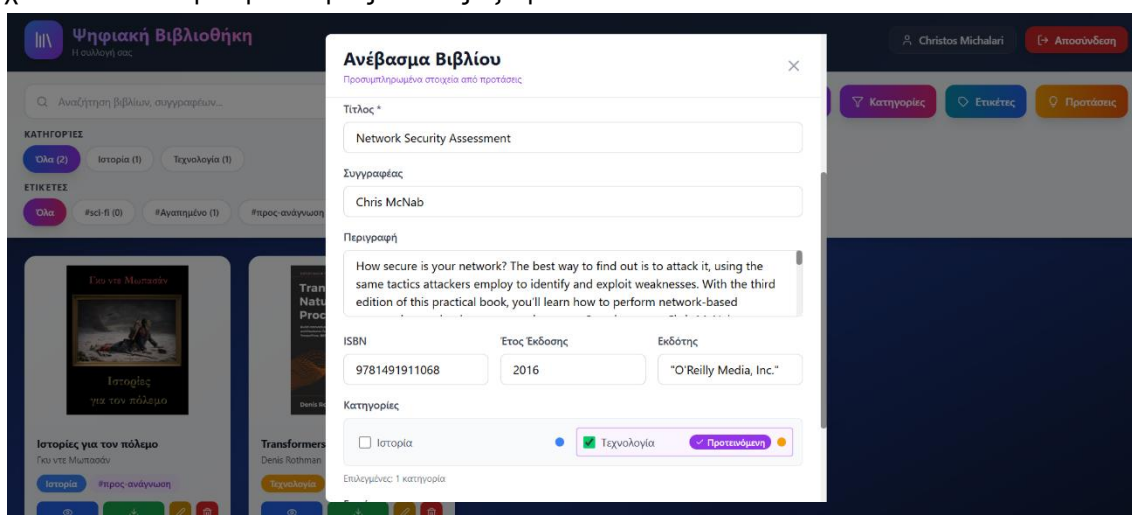 Ψηφιακή Βιβλιοθήκη
Η συλλογή σας
Christos Michalari
Αποσύνδεση
Αναζήτηση βιβλίων, συγγραφέων...
Κατηγορίες
Ετικέτες
Προτάσεις
ΚΑΤΗΓΟΡΊΕΣ
Όλα (2)
Ιστορία (1)
Τεχνολογία (1)
ΕΤΙΚΈΤΕΣ
Όλα
#sci-fi (0)
#Αγαπημένο (1)
#προς-ανάγνωση
Ανέβασμα Βιβλίου
Προσυμπληρωμένα στοιχεία από προτάσεις
Τίτλος *
Network Security Assessment
Συγγραφέας
Chris McNab
Περιγραφή
How secure is your network? The best way to find out is to attack it, using the
same tactics attackers employ to identify and exploit weaknesses. With the third
edition of this practical book, you'll learn how to perform network-based
ISBN
Έτος Έκδοσης
Εκδότης
9781491911068
2016
"O'Reilly Media, Inc."
Κατηγορίες
Ιστορία
Τεχνολογία
Προτεινόμενη
Επιλεγμένες: 1 κατηγορία
Γκυ ντε Μωπασάν
Ιστορίες
για τον πόλεμο
Ιστορίες για τον πόλεμο
Γκυ ντε Μωπασάν
Ιστορία
#προς-ανάγνωση
Tran
Natu
Proc
Transformers
Denis Rothman
Τεχνολογία